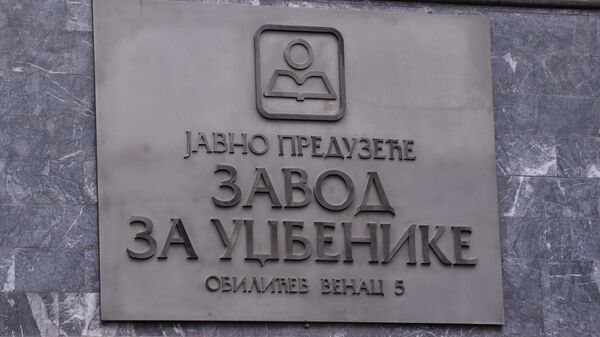 ЈАВНО ПРЕДУЗЕЋЕ
ЗАВОД
ЗА УЏБЕНИКЕ
ОБИЛИЋЕВ ВЕНАЦ 5